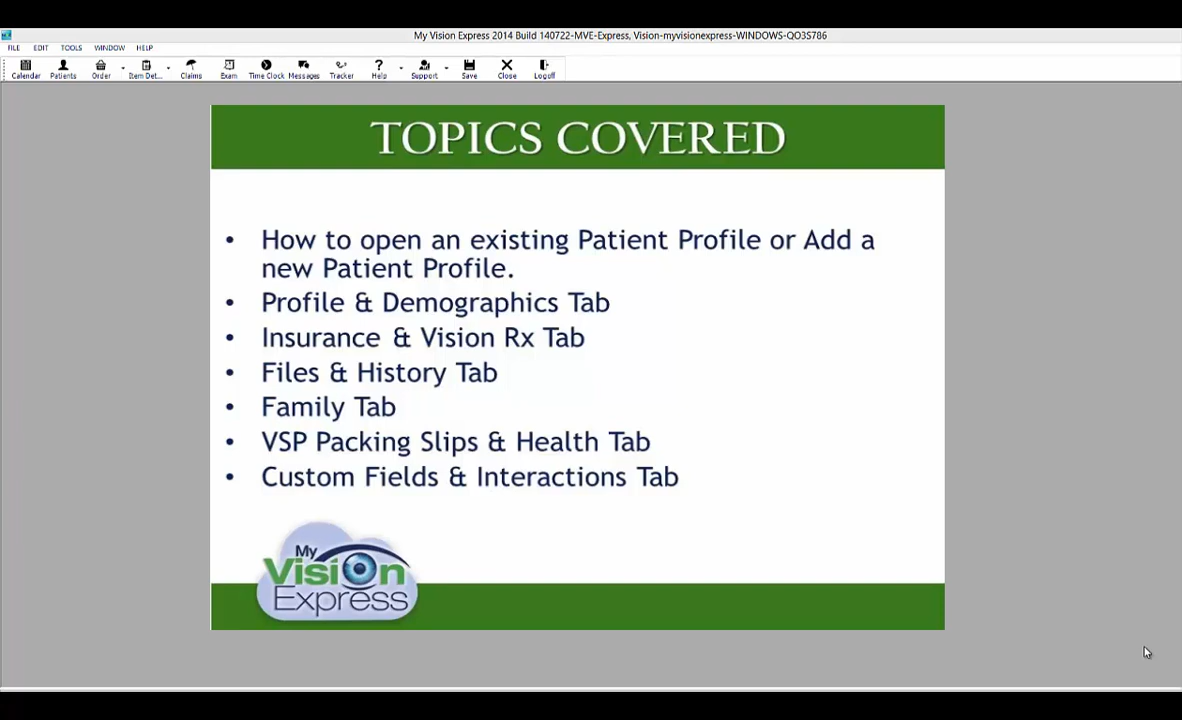 My Vision Express 2014 Build 140722-MVE-Express, Vision-myvisionexpress-WINDOWS-QO3S786
FILE EDIT TOOLS WINDOW HELP
Calendar Patients Order Item Det... Claims Exam Time Clock Messages Tracker Help Support Save Close Logoff
TOPICS COVERED
• How to open an existing Patient Profile or Add a
new Patient Profile.
• Profile & Demographics Tab
• Insurance & Vision Rx Tab
• Files & History Tab
• Family Tab
• VSP Packing Slips & Health Tab
• Custom Fields & Interactions Tab
My
Vision
Express